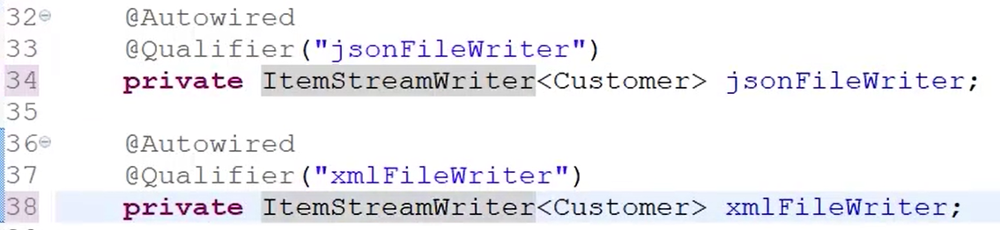 32 @Autowired
33 @Qualifier("jsonFileWriter")
34 private ItemStreamWriter<Customer> jsonFileWriter;
35
36 @Autowired
37 @Qualifier("xmlFileWriter")
38 private ItemStreamWriter<Customer> xmlFileWriter;